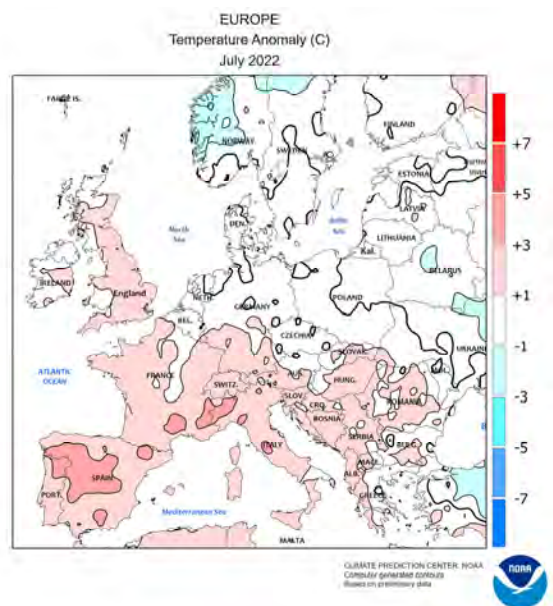 EUROPE
Temperature Anomaly (C)
July 2022
FAROE IS.
FINLAND
NORWAY
SWEDEN
ESTONIA
North
Sea
LATVIA
DEN.
Baltic
Sea
LITHUANIA
Kal.
IRELAND
England
BELARUS
NETH.
GERMANY
POLAND
BEL.
CZECHIA
UKRAINE
SLOVAK.
ATLANTIC
OCEAN
FRANCE
AUS.
SWITZ.
HUNG.
SLOV.
ROMANIA
CRO.
BOSNIA
SERBIA
ITALY
BULG.
MACE.
SPAIN
ALB.
PORT.
GREECE
Mediterranean Sea
MALTA
+7
+5
+3
+1
-1
-3
-5
-7
CLIMATE PREDICTION CENTER, NOAA
Computer generated contours
Based on preliminary data
NOAA